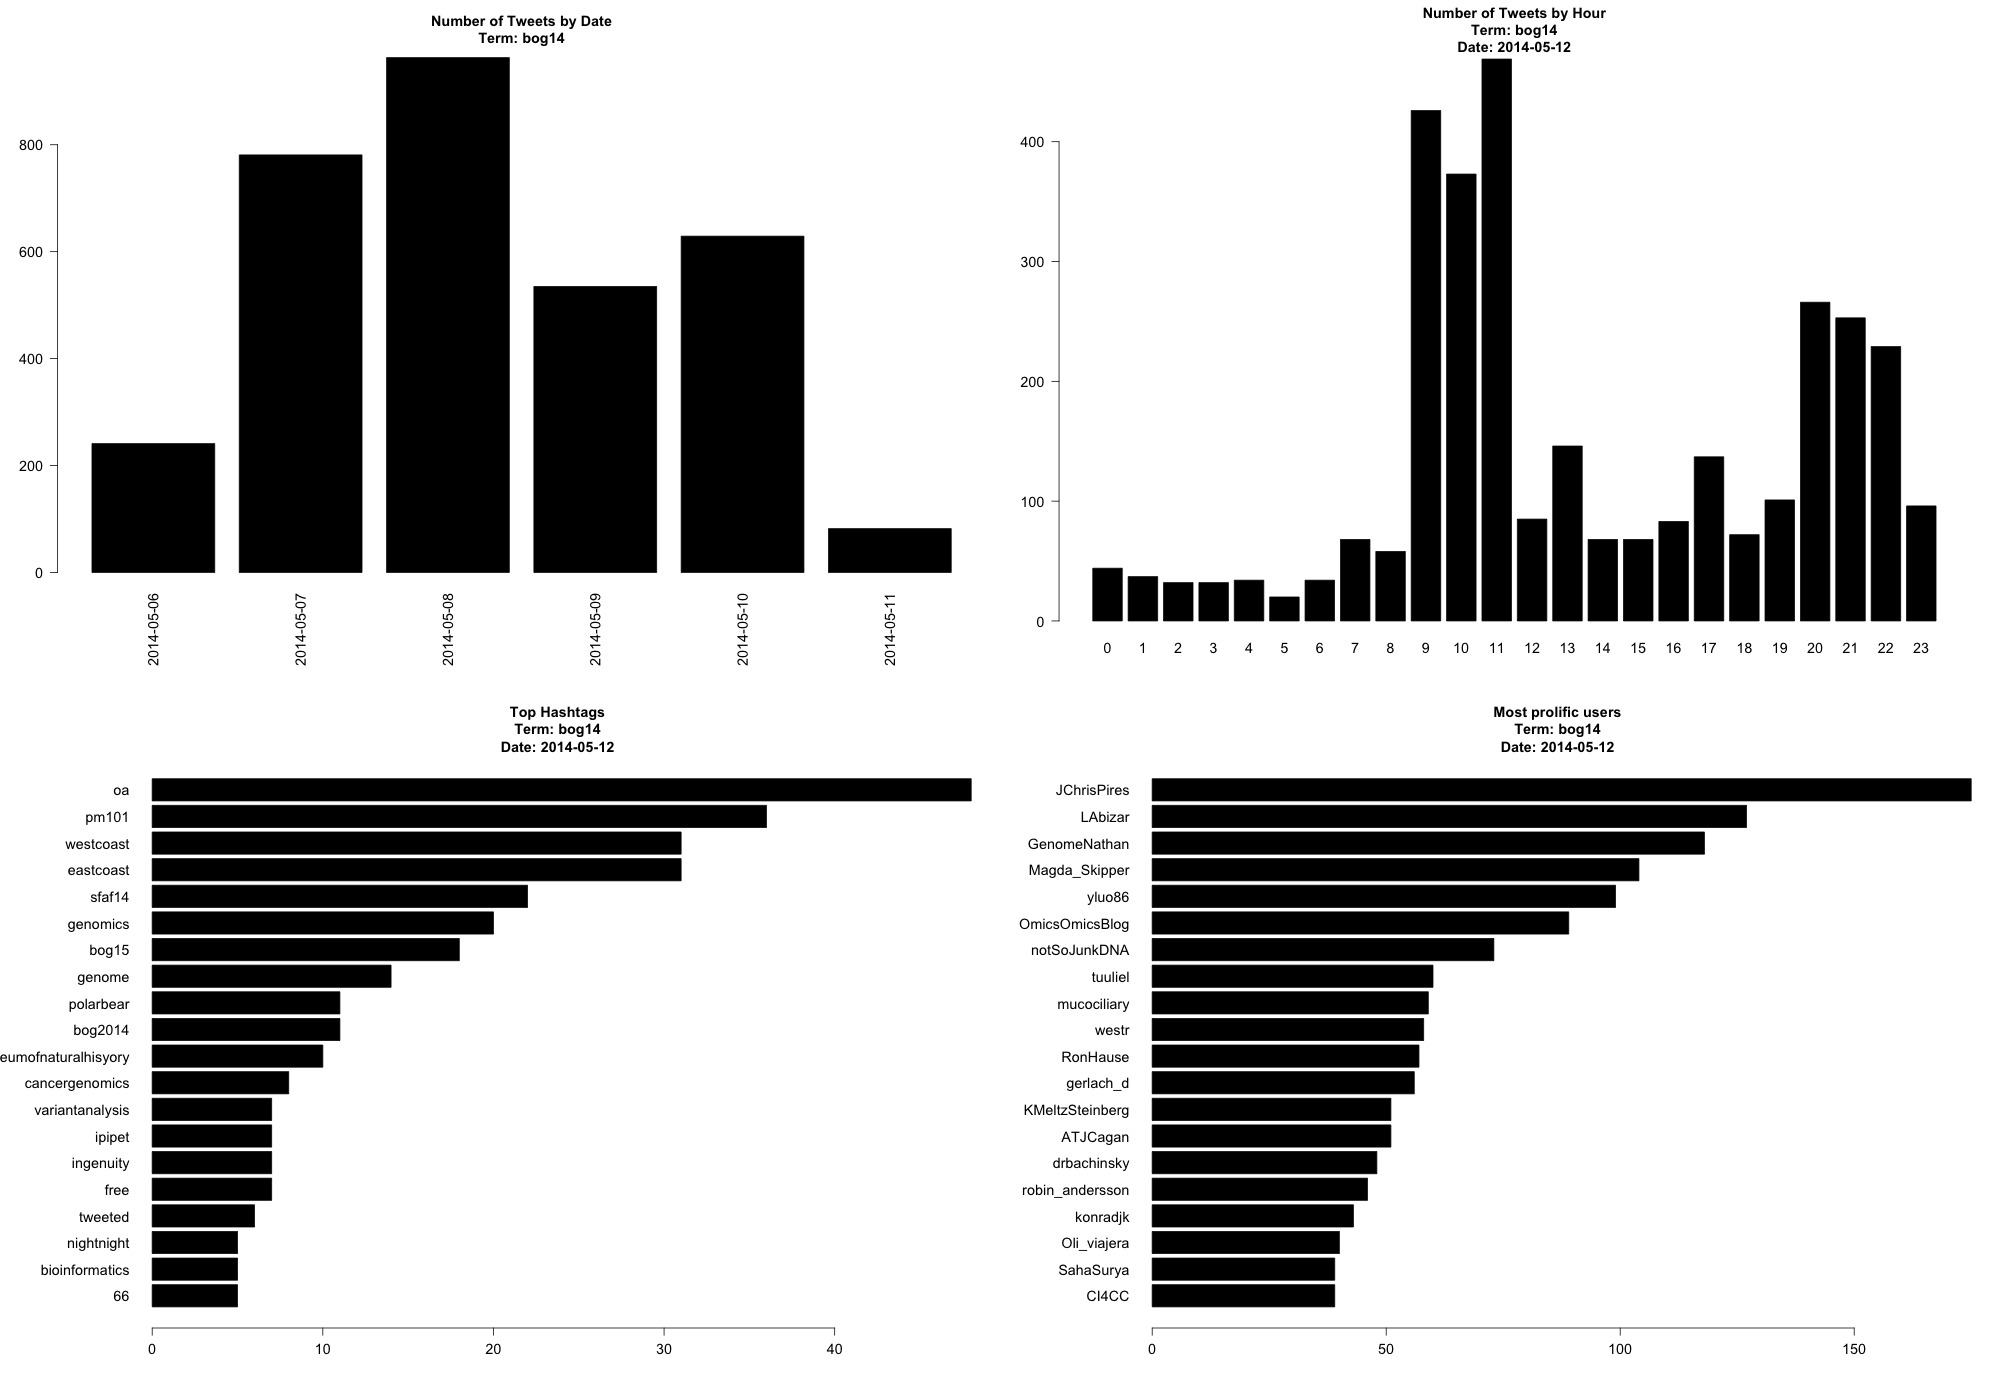 Number of Tweets by Date
Term: bog14
800
600
400
200
0
2014-05-06
2014-05-07
2014-05-08
2014-05-09
2014-05-10
2014-05-11
Number of Tweets by Hour
Term: bog14
Date: 2014-05-12
400
300
200
100
0
0 1 2 3 4 5 6 7 8 9 10 11 12 13 14 15 16 17 18 19 20 21 22 23
Top Hashtags
Term: bog14
Date: 2014-05-12
oa
pm101
westcoast
eastcoast
sfaf14
genomics
bog15
genome
polarbear
bog2014
eumofnaturalhisyory
cancergenomics
variantanalysis
ipipet
ingenuity
free
tweeted
nightnight
bioinformatics
66
0 10 20 30 40
Most prolific users
Term: bog14
Date: 2014-05-12
JChrisPires
LAbizar
GenomeNathan
Magda_Skipper
yluo86
OmicsOmicsBlog
notSoJunkDNA
tuuliel
mucociliary
westr
RonHause
gerlach_d
KMeltzSteinberg
ATJCagan
drbachinsky
robin_andersson
konradjk
Oli_viajera
SahaSurya
CI4CC
0 50 100 150